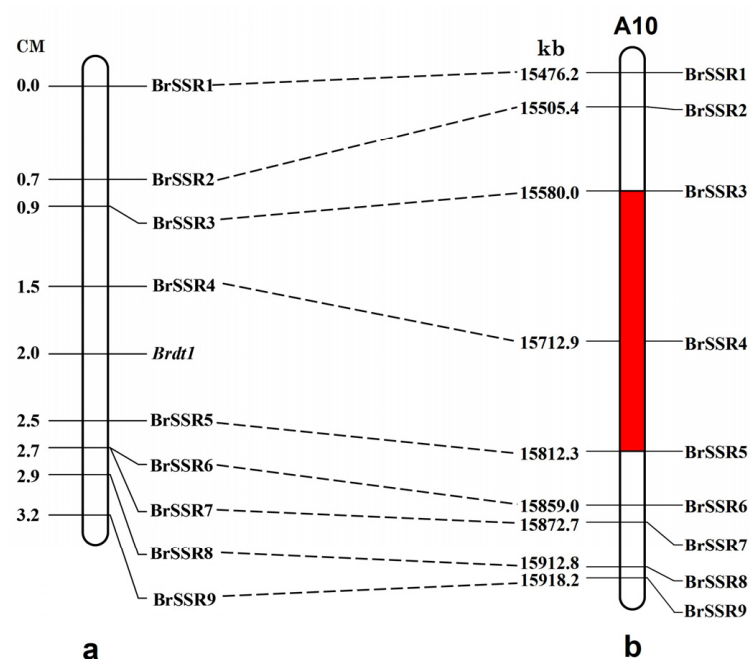 A10
CM
kb
0.0 BrSSR1
15476.2 BrSSR1
15505.4 BrSSR2
0.7 BrSSR2
0.9 BrSSR3
15580.0 BrSSR3
1.5 BrSSR4
15712.9 BrSSR4
2.0 Brdt1
2.5 BrSSR5
15812.3 BrSSR5
2.7 BrSSR6
BrSSR7
15859.0 BrSSR6
15872.7 BrSSR7
2.9 BrSSR8
15912.8 BrSSR8
3.2 BrSSR9
15918.2 BrSSR9
a
b